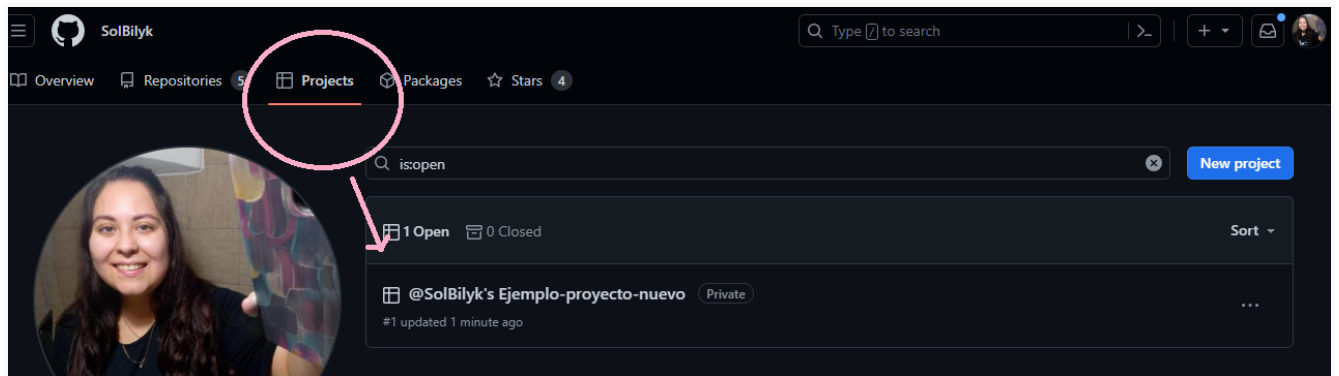 SolBilyk
Type / to search
Overview Repositories 5 Projects Packages Stars 4
is:open
New project
1 Open 0 Closed
Sort
@SolBilyk's Ejemplo-proyecto-nuevo Private
#1 updated 1 minute ago